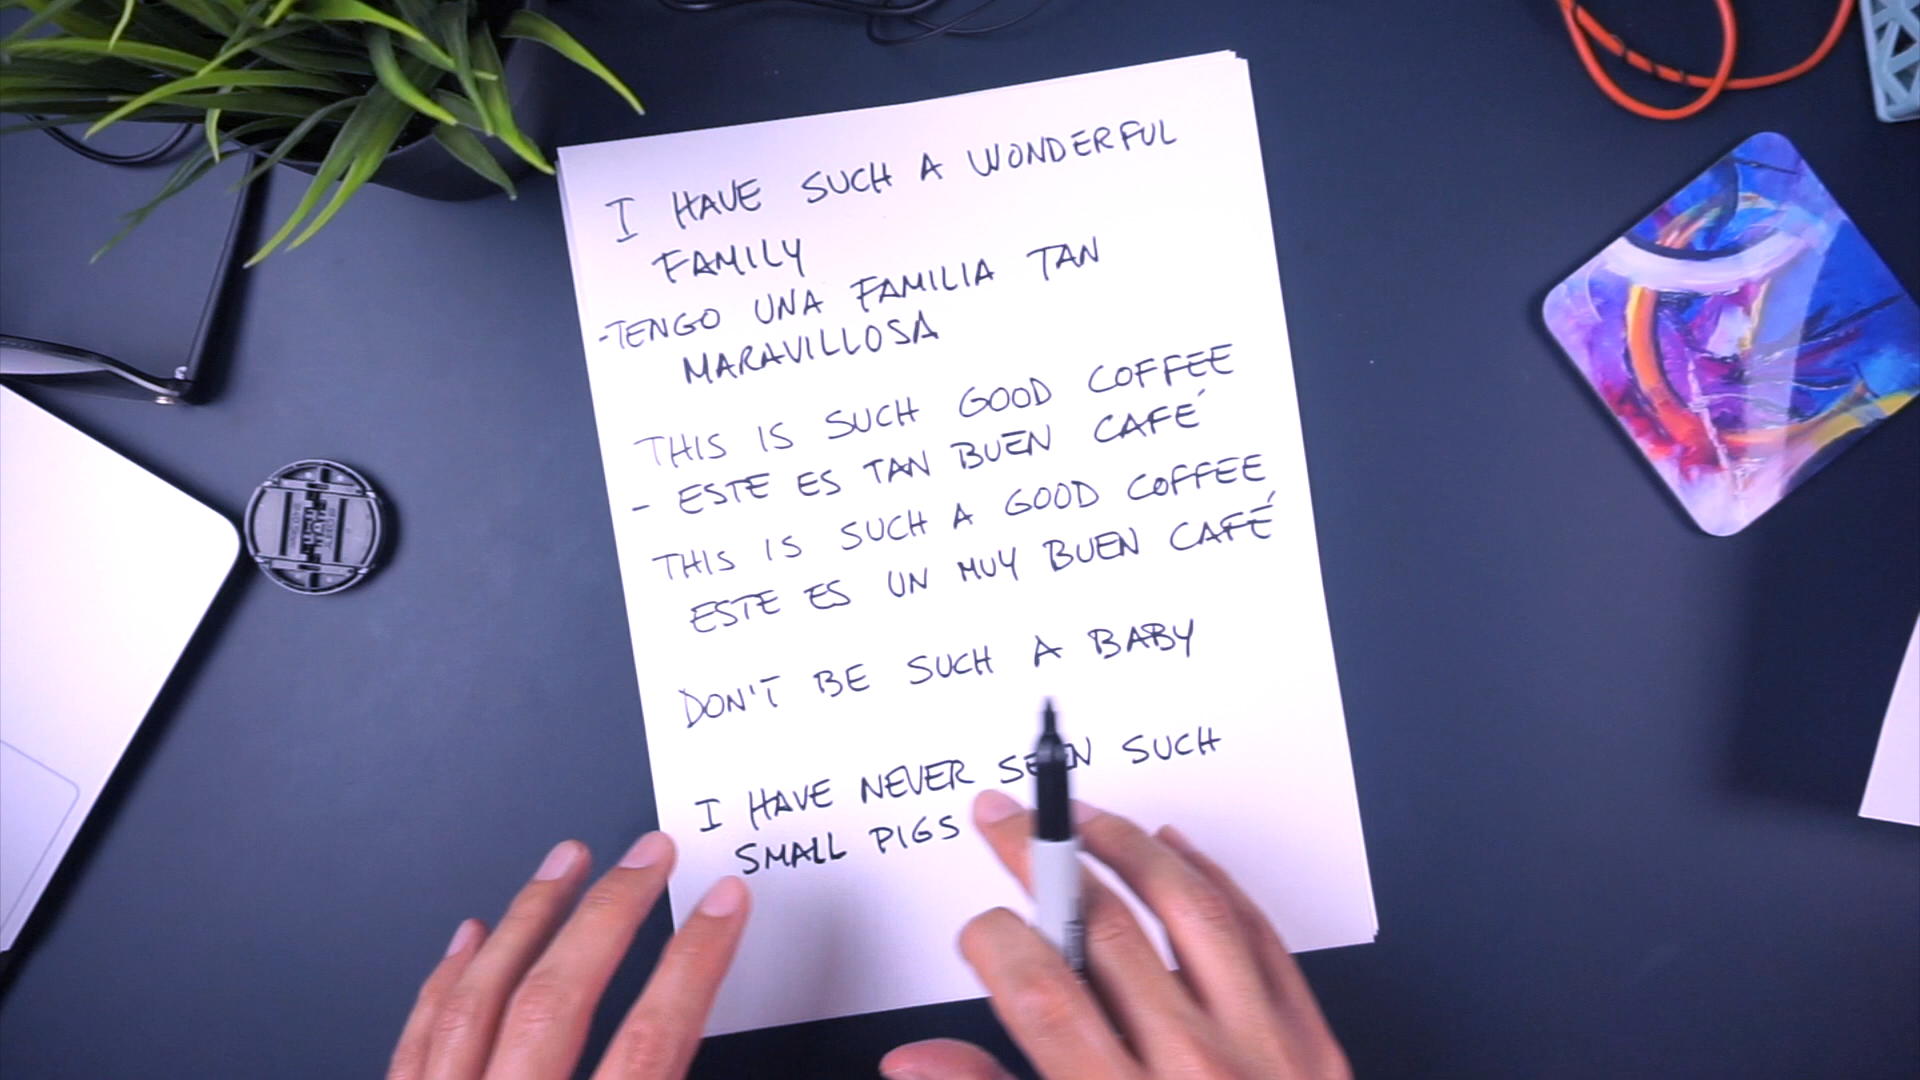 I HAVE SUCH A WONDERFUL
FAMILY
-TENGO UNA FAMILIA TAN
MARAVILLOSA
THIS IS SUCH GOOD COFFEE
- ESTE ES TAN BUEN CAFÉ
THIS IS SUCH A GOOD COFFEE
ESTE ES UN MUY BUEN CAFÉ
DON'T BE SUCH A BABY
I HAVE NEVER SEEN SUCH
SMALL PIGS